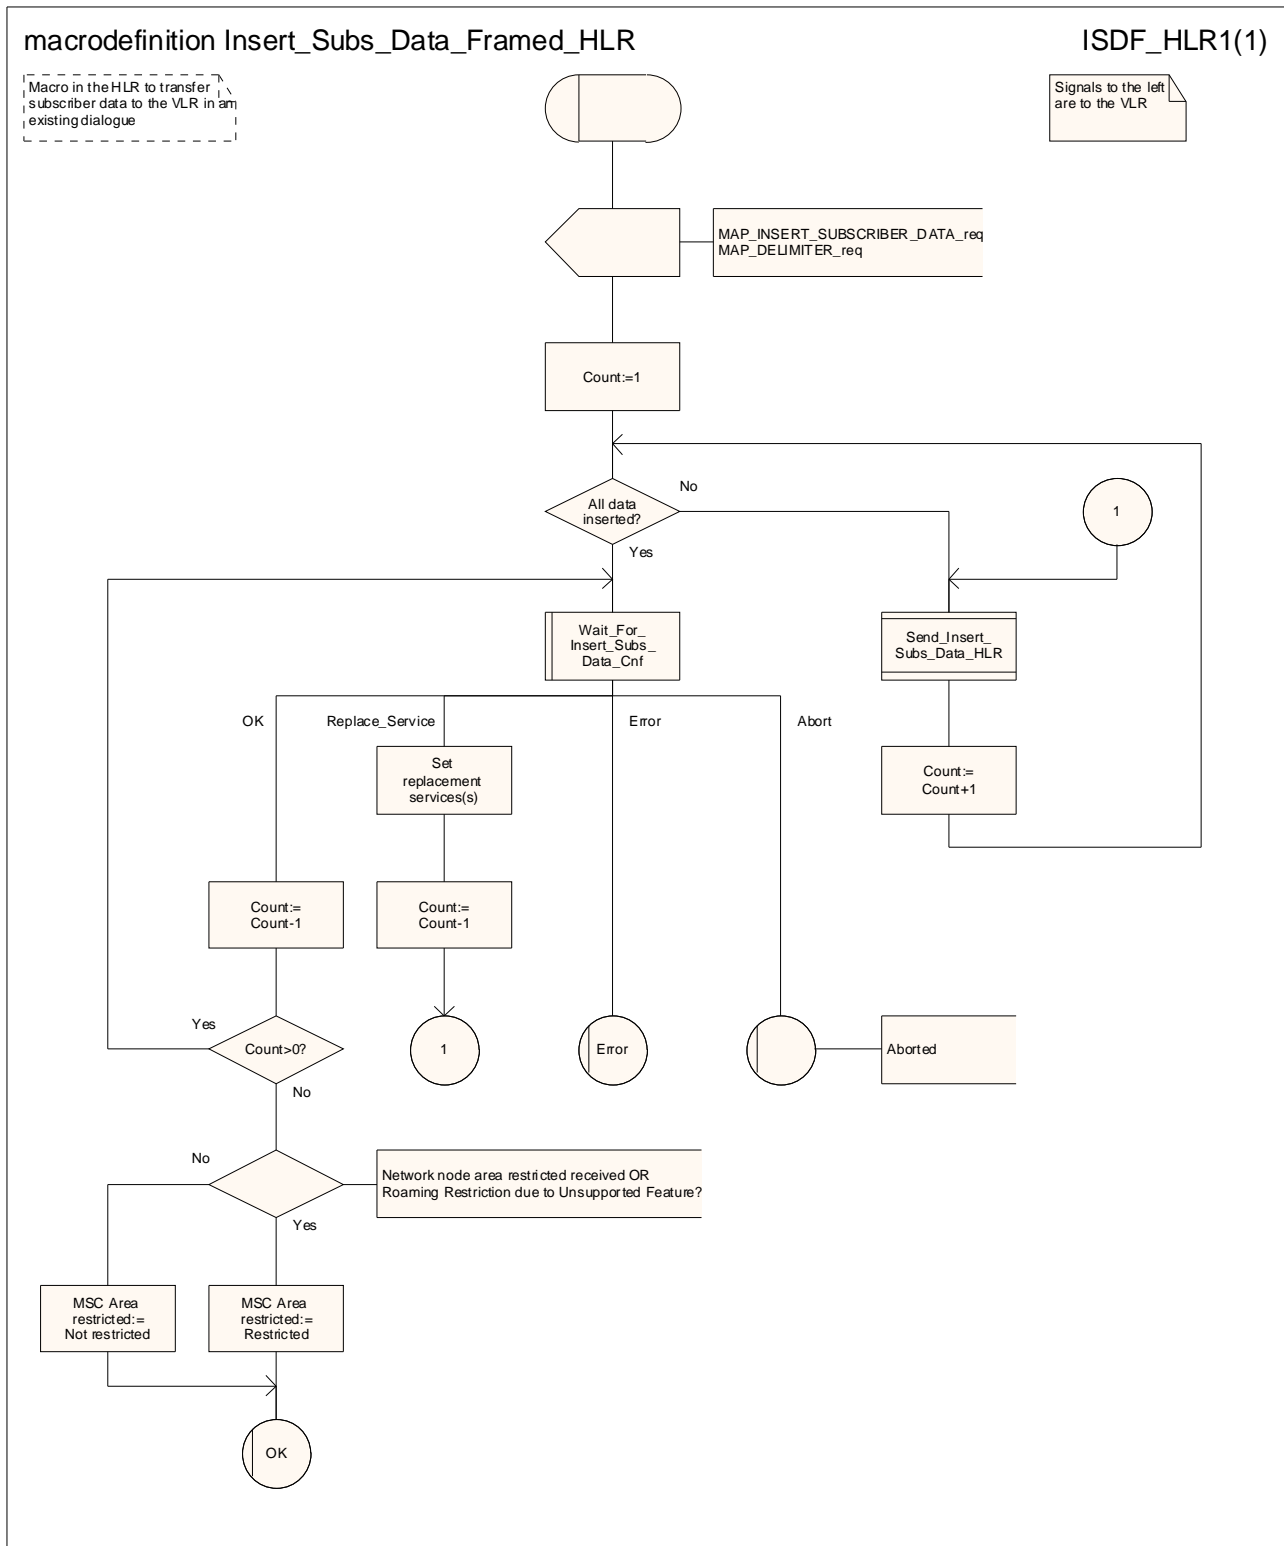 macrodefinition Insert_Subs_Data_Framed_HLR
ISDF_HLR1(1)
Macro in the HLR to transfer
subscriber data to the VLR in an
existing dialogue
Signals to the left
are to the VLR
MAP_INSERT_SUBSCRIBER_DATA_req
MAP_DELIMITER_req
Count:=1
All data
inserted?
No
1
Yes
Wait_For_
Insert_Subs_
Data_Cnf
Send_Insert_
Subs_Data_HLR
OK
Replace_Service
Error
Abort
Set
replacement
services(s)
Count:=
Count+1
Count:=
Count-1
Count:=
Count-1
Yes
Count>0?
1
Error
Aborted
No
No
Network node area restricted received OR
Roaming Restriction due to Unsupported Feature?
Yes
MSC Area
restricted:=
Not restricted
MSC Area
restricted:=
Restricted
OK